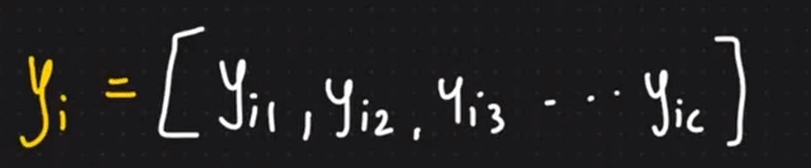 yᵢ = [ yᵢ₁ , yᵢ₂ , yᵢ₃ - ... yᵢc ]